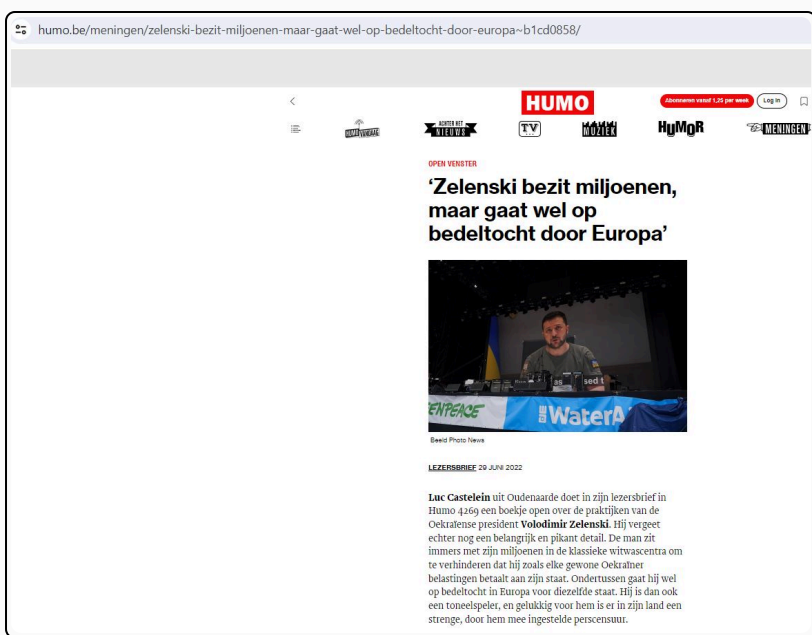 humo.be/meningen/zelenski-bezit-miljoenen-maar-gaat-wel-op-bedeltocht-door-europa~b1cd0858/
HUMO
Abonneren vanaf 1,25 per week
Log in
HUMO VANDAAG
ACHTER HET NIEUWS
TV
MUZIEK
HUMOR
MENINGEN
OPEN VENSTER
‘Zelenski bezit miljoenen,
maar gaat wel op
bedeltocht door Europa’
as sed t
ENPEACE
WaterA
Beeld Photo News
LEZERSBRIEF 29 JUNI 2022
Luc Castelein uit Oudenaarde doet in zijn lezersbrief in
Humo 4269 een boekje open over de praktijken van de
Oekraïense president Volodimir Zelenski. Hij vergeet
echter nog een belangrijk en pikant detail. De man zit
immers met zijn miljoenen in de klassieke witwascentra om
te verhinderen dat hij zoals elke gewone Oekraïner
belastingen betaalt aan zijn staat. Ondertussen gaat hij wel
op bedeltocht in Europa voor diezelfde staat. Hij is dan ook
een toneelspeler, en gelukkig voor hem is er in zijn land een
strenge, door hem mee ingestelde perscensuur.